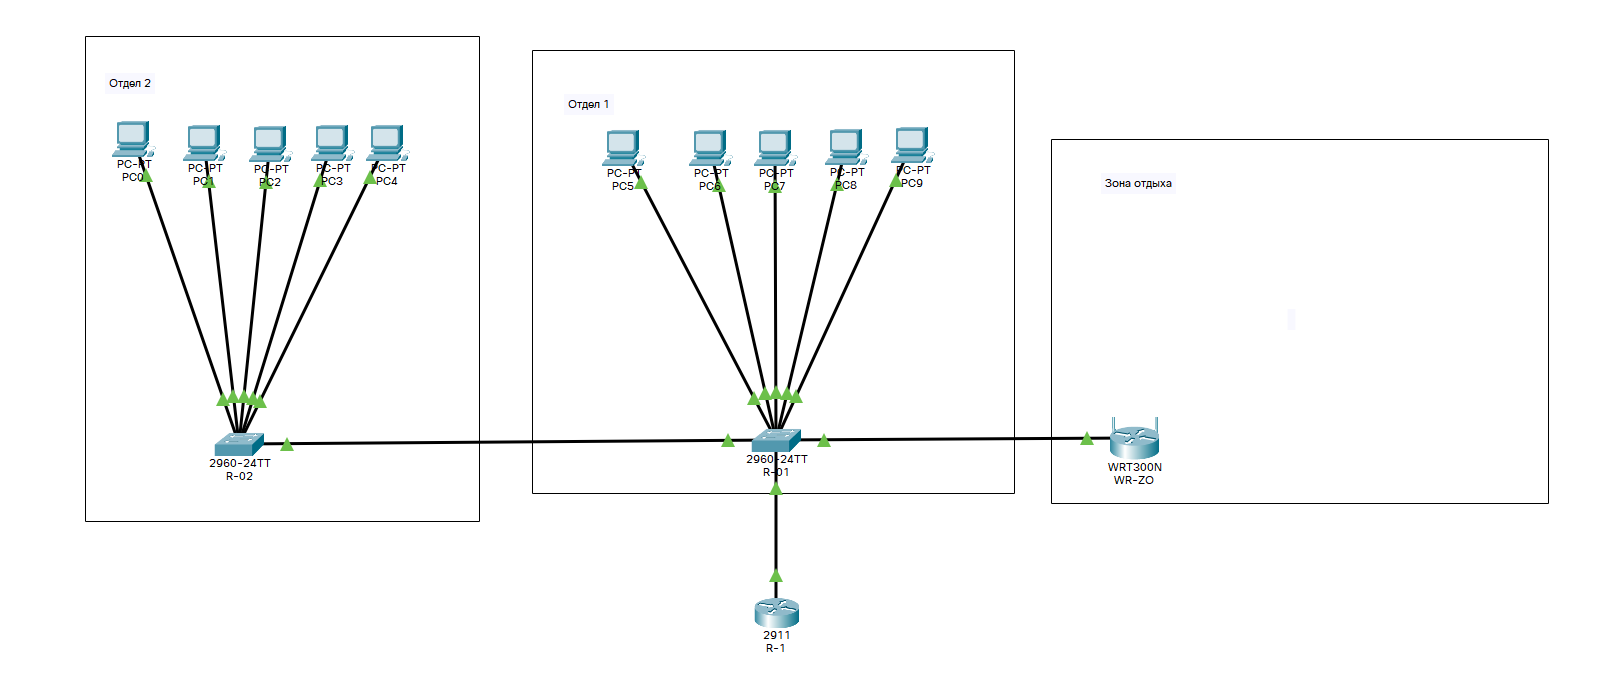 Отдел 2
PC-PT
PC0
PC-PT
PC1
PC-PT
PC2
PC-PT
PC3
PC-PT
PC4
2960-24TT
R-02
Отдел 1
PC-PT
PC5
PC-PT
PC6
PC-PT
PC7
PC-PT
PC8
PC-PT
PC9
2960-24TT
R-01
Зона отдыха
WRT300N
WR-ZO
2911
R-1